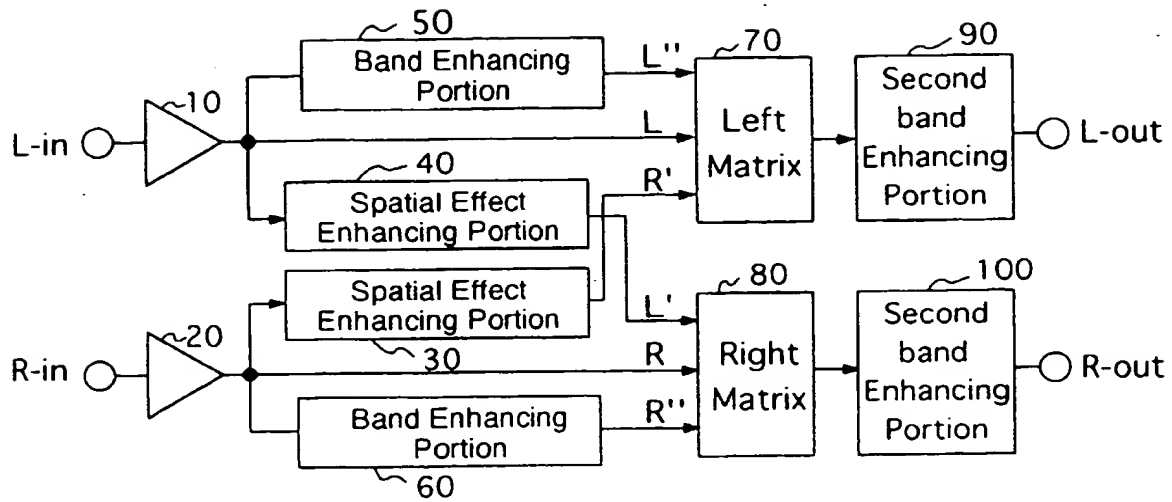 50
Band Enhancing
Portion
L''
70
90
Second
band
Enhancing
Portion
10
L-in
L
Left
Matrix
L-out
40
Spatial Effect
Enhancing Portion
R'
Spatial Effect
Enhancing Portion
30
L'
80
100
Second
band
Enhancing
Portion
20
R-in
R
Right
Matrix
R-out
Band Enhancing
Portion
R''
60